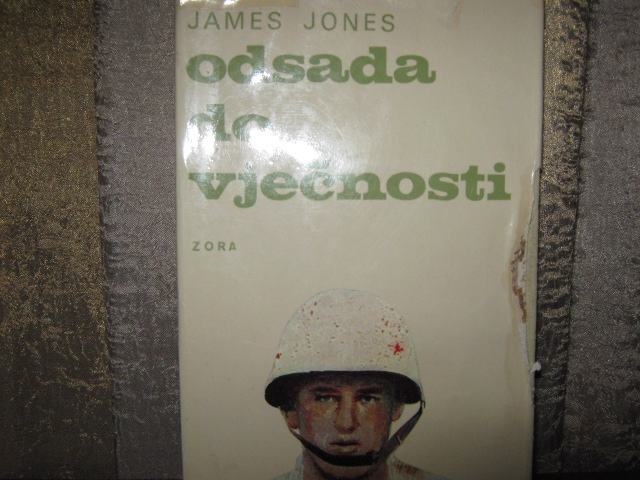 JAMES JONES
odsada
do
vječnosti
ZORA